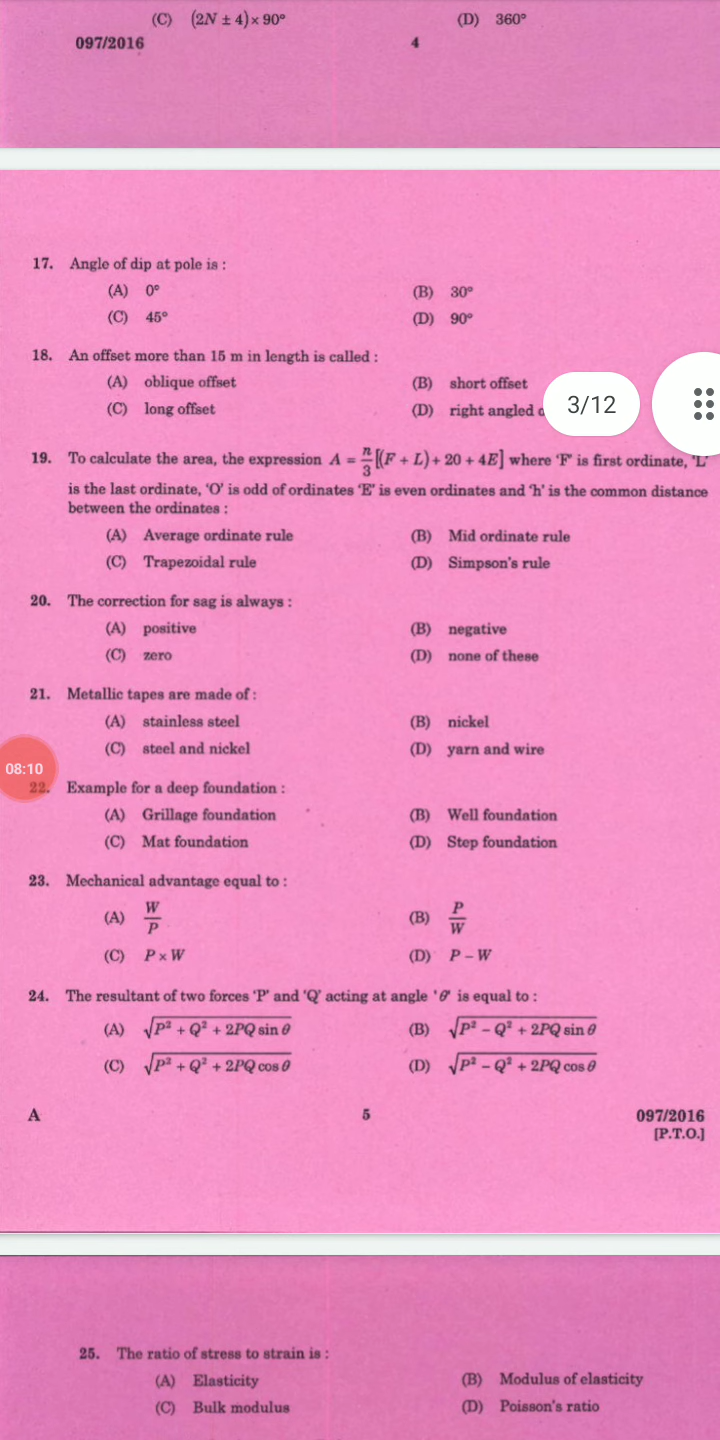 (C) (2N ± 4) × 90° (D) 360°
097/2016 4
17. Angle of dip at pole is :
(A) 0° (B) 30°
(C) 45° (D) 90°
18. An offset more than 15 m in length is called :
(A) oblique offset (B) short offset
(C) long offset (D) right angled
3/12
19. To calculate the area, the expression A = n/3 [(F + L) + 20 + 4E] where 'F' is first ordinate, 'L'
is the last ordinate, 'O' is odd of ordinates 'E' is even ordinates and 'h' is the common distance
between the ordinates :
(A) Average ordinate rule (B) Mid ordinate rule
(C) Trapezoidal rule (D) Simpson's rule
20. The correction for sag is always :
(A) positive (B) negative
(C) zero (D) none of these
21. Metallic tapes are made of :
(A) stainless steel (B) nickel
(C) steel and nickel (D) yarn and wire
08:10
22. Example for a deep foundation :
(A) Grillage foundation (B) Well foundation
(C) Mat foundation (D) Step foundation
23. Mechanical advantage equal to :
(A) W/P (B) P/W
(C) P × W (D) P – W
24. The resultant of two forces 'P' and 'Q' acting at angle 'θ' is equal to :
(A) √(P² + Q² + 2PQ sin θ) (B) √(P² – Q² + 2PQ sin θ)
(C) √(P² + Q² + 2PQ cos θ) (D) √(P² – Q² + 2PQ cos θ)
A 5 097/2016
[P.T.O.]
25. The ratio of stress to strain is :
(A) Elasticity (B) Modulus of elasticity
(C) Bulk modulus (D) Poisson's ratio